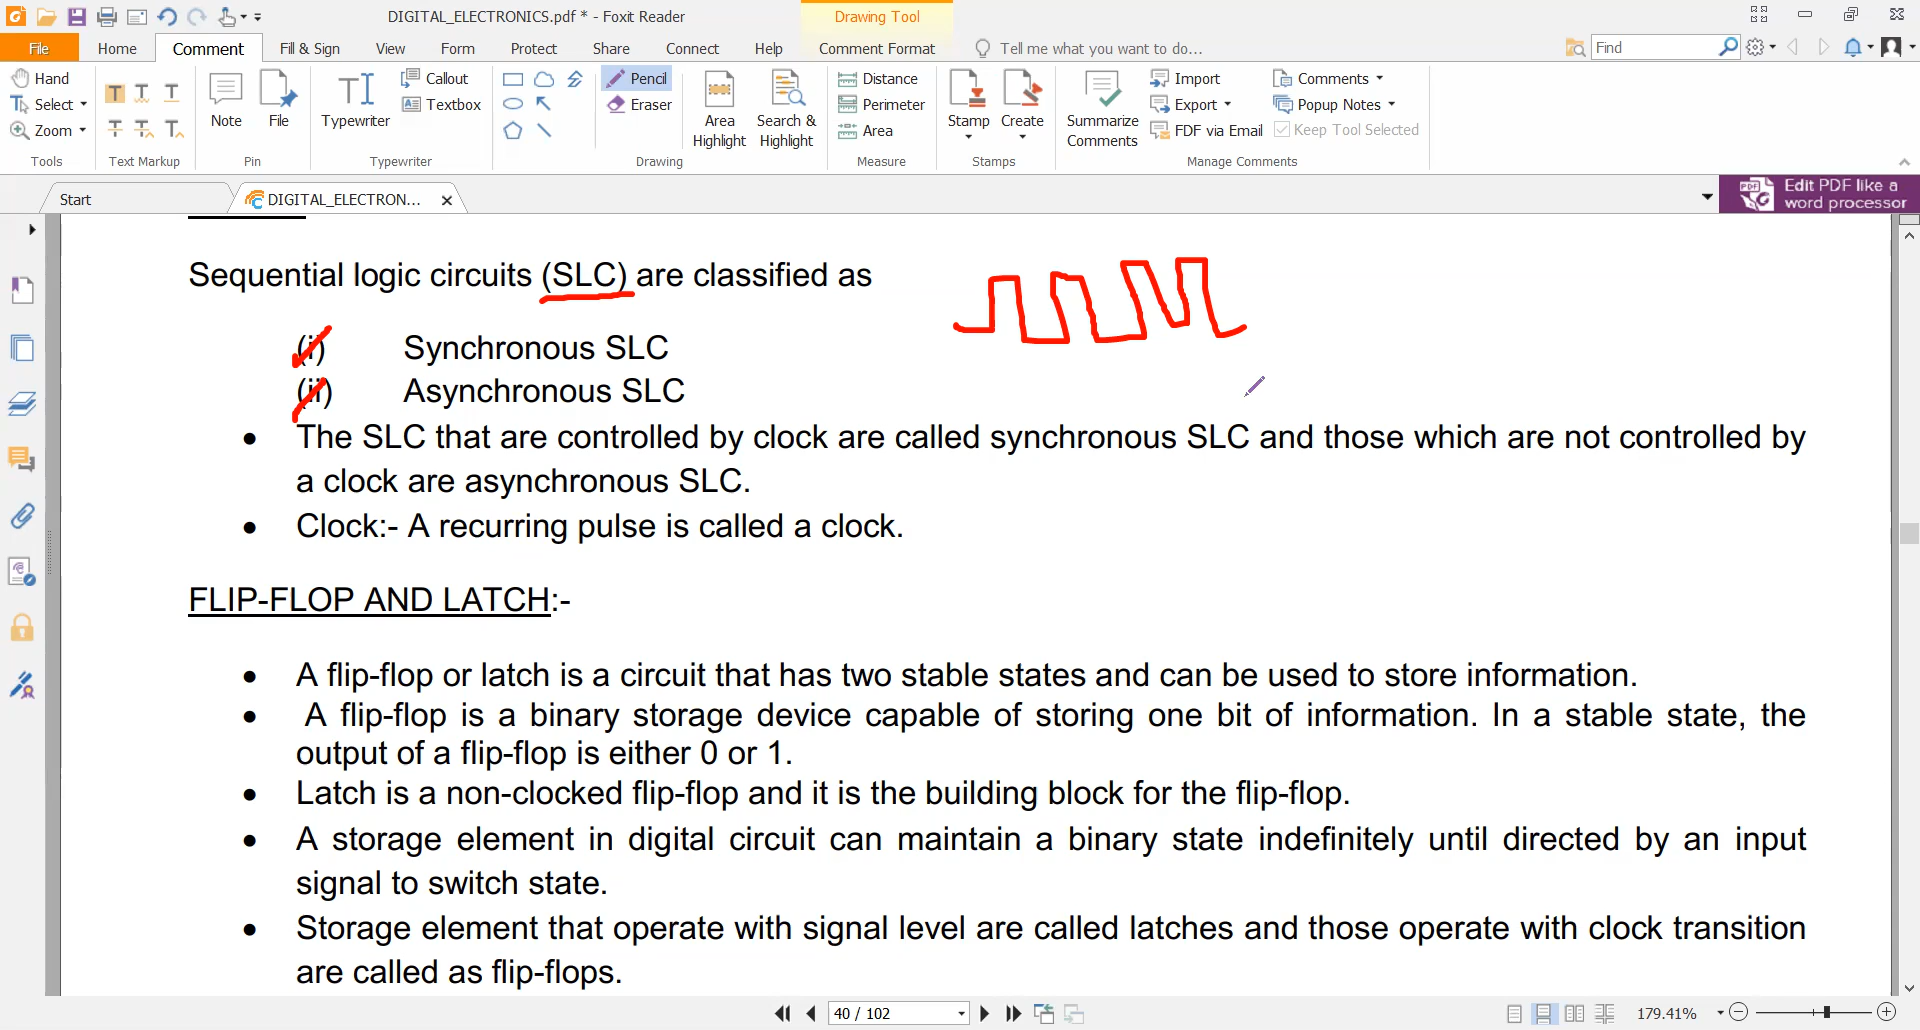 DIGITAL_ELECTRONICS.pdf * - Foxit Reader
Drawing Tool
File Home Comment Fill & Sign View Form Protect Share Connect Help Comment Format Tell me what you want to do... Find
Hand
Select
Zoom
Tools
T T T
T T T
Text Markup
Note
File
Pin
Typewriter
Callout
Textbox
Typewriter
Pencil
Eraser
Area Highlight
Search & Highlight
Drawing
Distance
Perimeter
Area
Measure
Stamp
Create
Stamps
Summarize Comments
Import
Export
FDF via Email
Comments
Popup Notes
Keep Tool Selected
Manage Comments
Start
DIGITAL_ELECTRON...
Edit PDF like a
word processor
Sequential logic circuits (SLC) are classified as
(i) Synchronous SLC
(ii) Asynchronous SLC
• The SLC that are controlled by clock are called synchronous SLC and those which are not controlled by
a clock are asynchronous SLC.
• Clock:- A recurring pulse is called a clock.
FLIP-FLOP AND LATCH:-
• A flip-flop or latch is a circuit that has two stable states and can be used to store information.
• A flip-flop is a binary storage device capable of storing one bit of information. In a stable state, the
output of a flip-flop is either 0 or 1.
• Latch is a non-clocked flip-flop and it is the building block for the flip-flop.
• A storage element in digital circuit can maintain a binary state indefinitely until directed by an input
signal to switch state.
• Storage element that operate with signal level are called latches and those operate with clock transition
are called as flip-flops.
40 / 102
179.41%